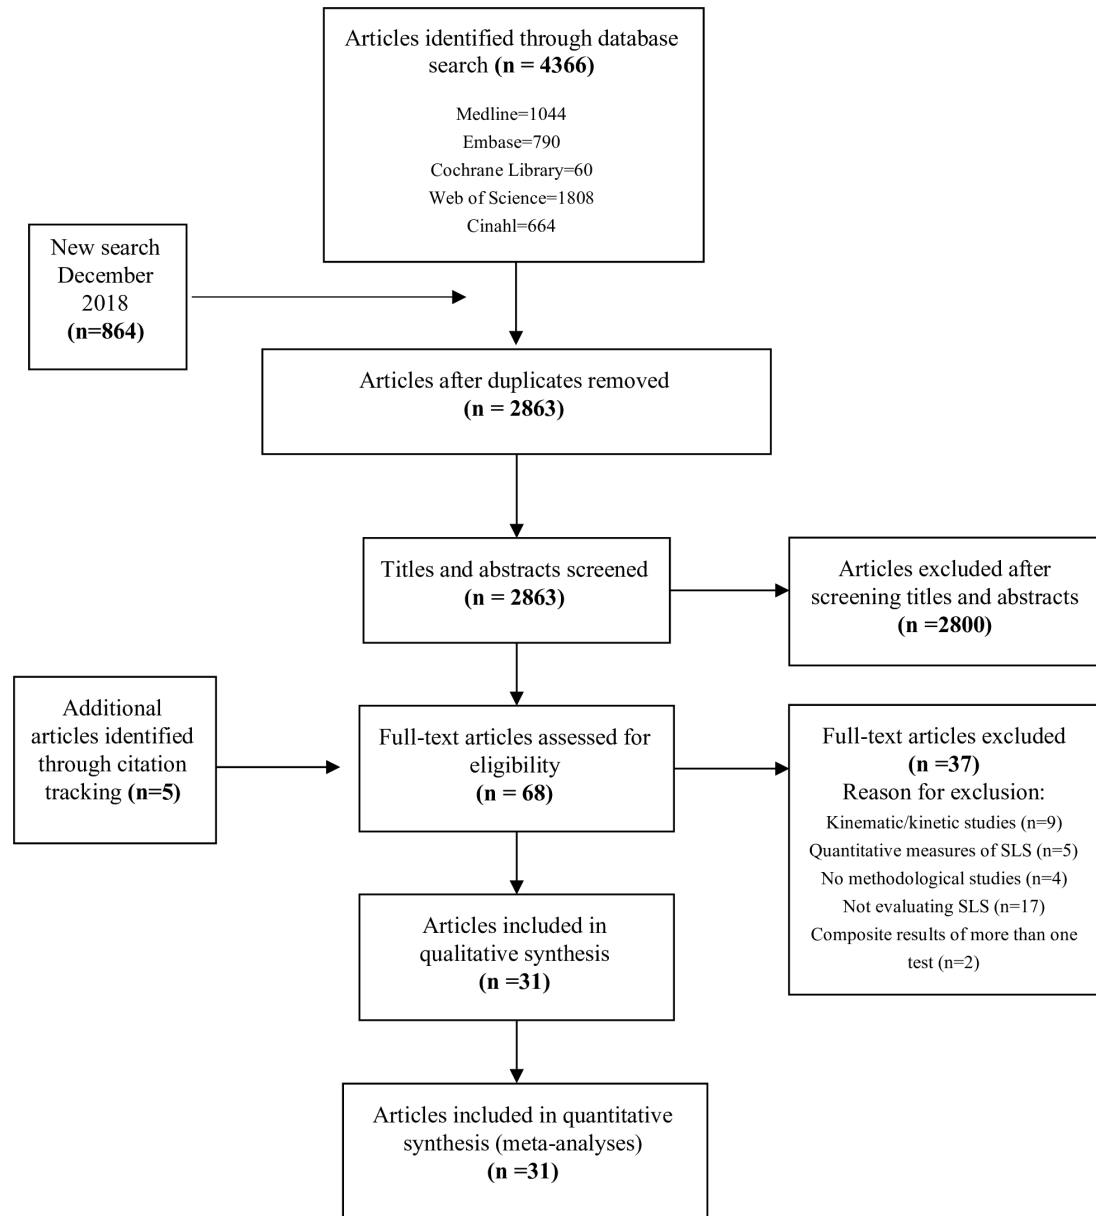 Articles identified through database
search (n = 4366)
Medline=1044
Embase=790
Cochrane Library=60
Web of Science=1808
Cinahl=664
New search
December
2018
(n=864)
Articles after duplicates removed
(n = 2863)
Titles and abstracts screened
(n = 2863)
Articles excluded after
screening titles and abstracts
(n =2800)
Additional
articles identified
through citation
tracking (n=5)
Full-text articles assessed for
eligibility
(n = 68)
Full-text articles excluded
(n =37)
Reason for exclusion:
Kinematic/kinetic studies (n=9)
Quantitative measures of SLS (n=5)
No methodological studies (n=4)
Not evaluating SLS (n=17)
Composite results of more than one
test (n=2)
Articles included in
qualitative synthesis
(n =31)
Articles included in quantitative
synthesis (meta-analyses)
(n =31)